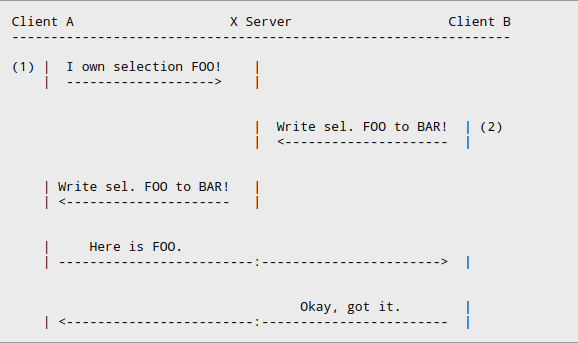 Client A                    X Server                    Client B
----------------------------------------------------------------
(1) |  I own selection FOO!    |
    |  ------------------->    |
                               |  Write sel. FOO to BAR!  | (2)
                               |  <---------------------  |
    | Write sel. FOO to BAR!   |
    | <---------------------   |
    |     Here is FOO.
    | -------------------------:----------------------->  |
                                     Okay, got it.        |
    | <------------------------:------------------------  |